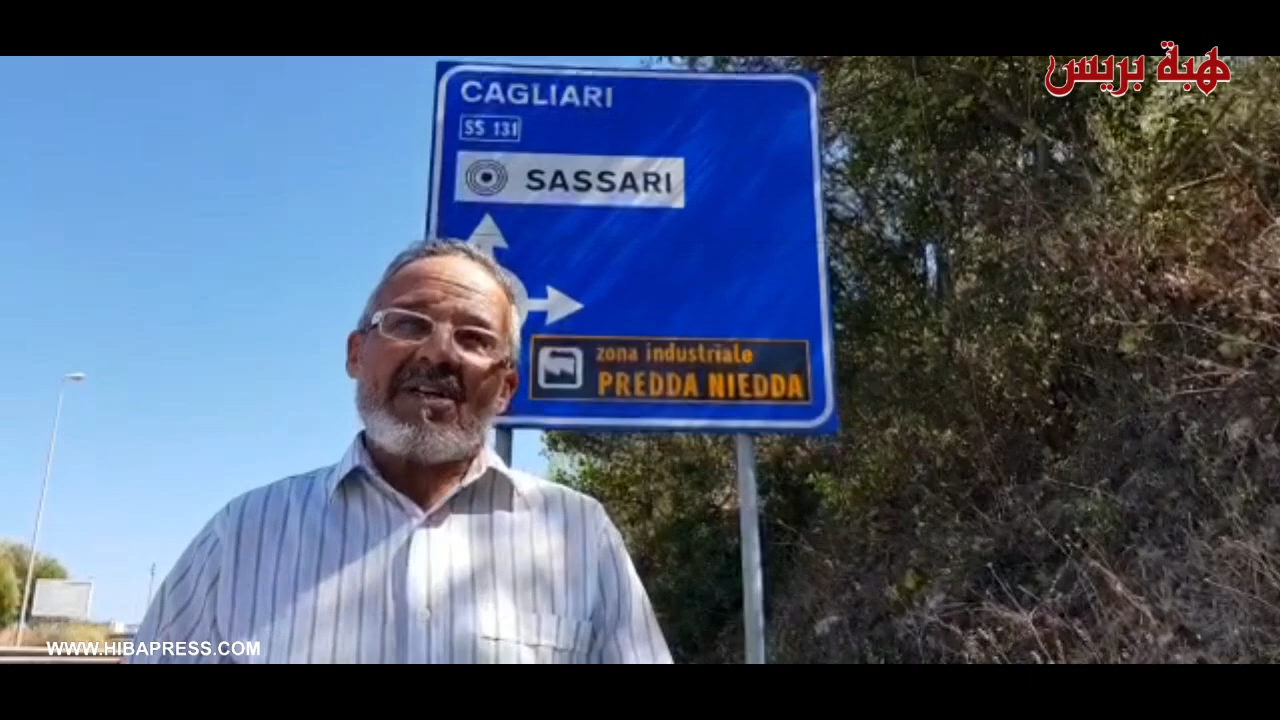 هبة بريس
CAGLIARI
SS 131
SASSARI
zona industriale
PREDDA NIEDDA
WWW.HIBAPRESS.COM